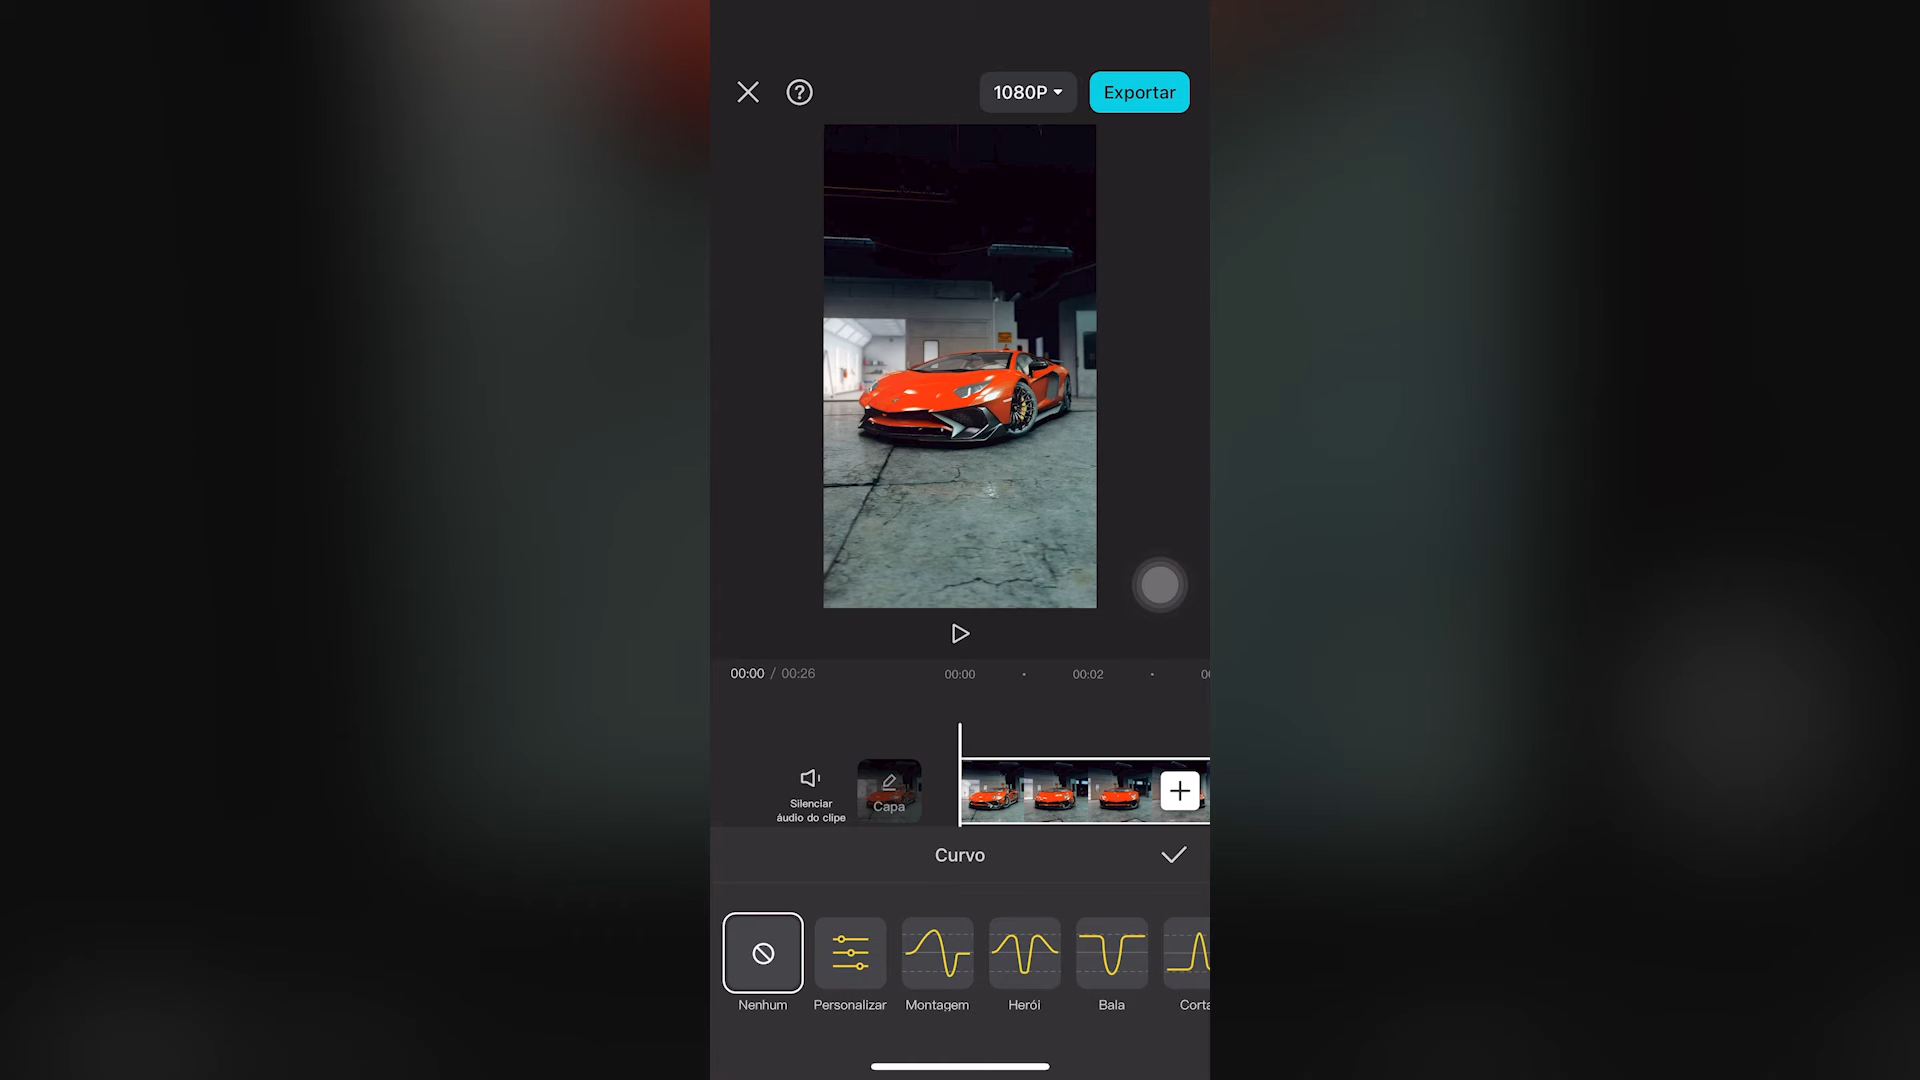 1080P
Exportar
00:00 / 00:26
00:00
00:02
Silenciar
áudio do clipe
Capa
Curvo
Nenhum
Personalizar
Montagem
Herói
Bala